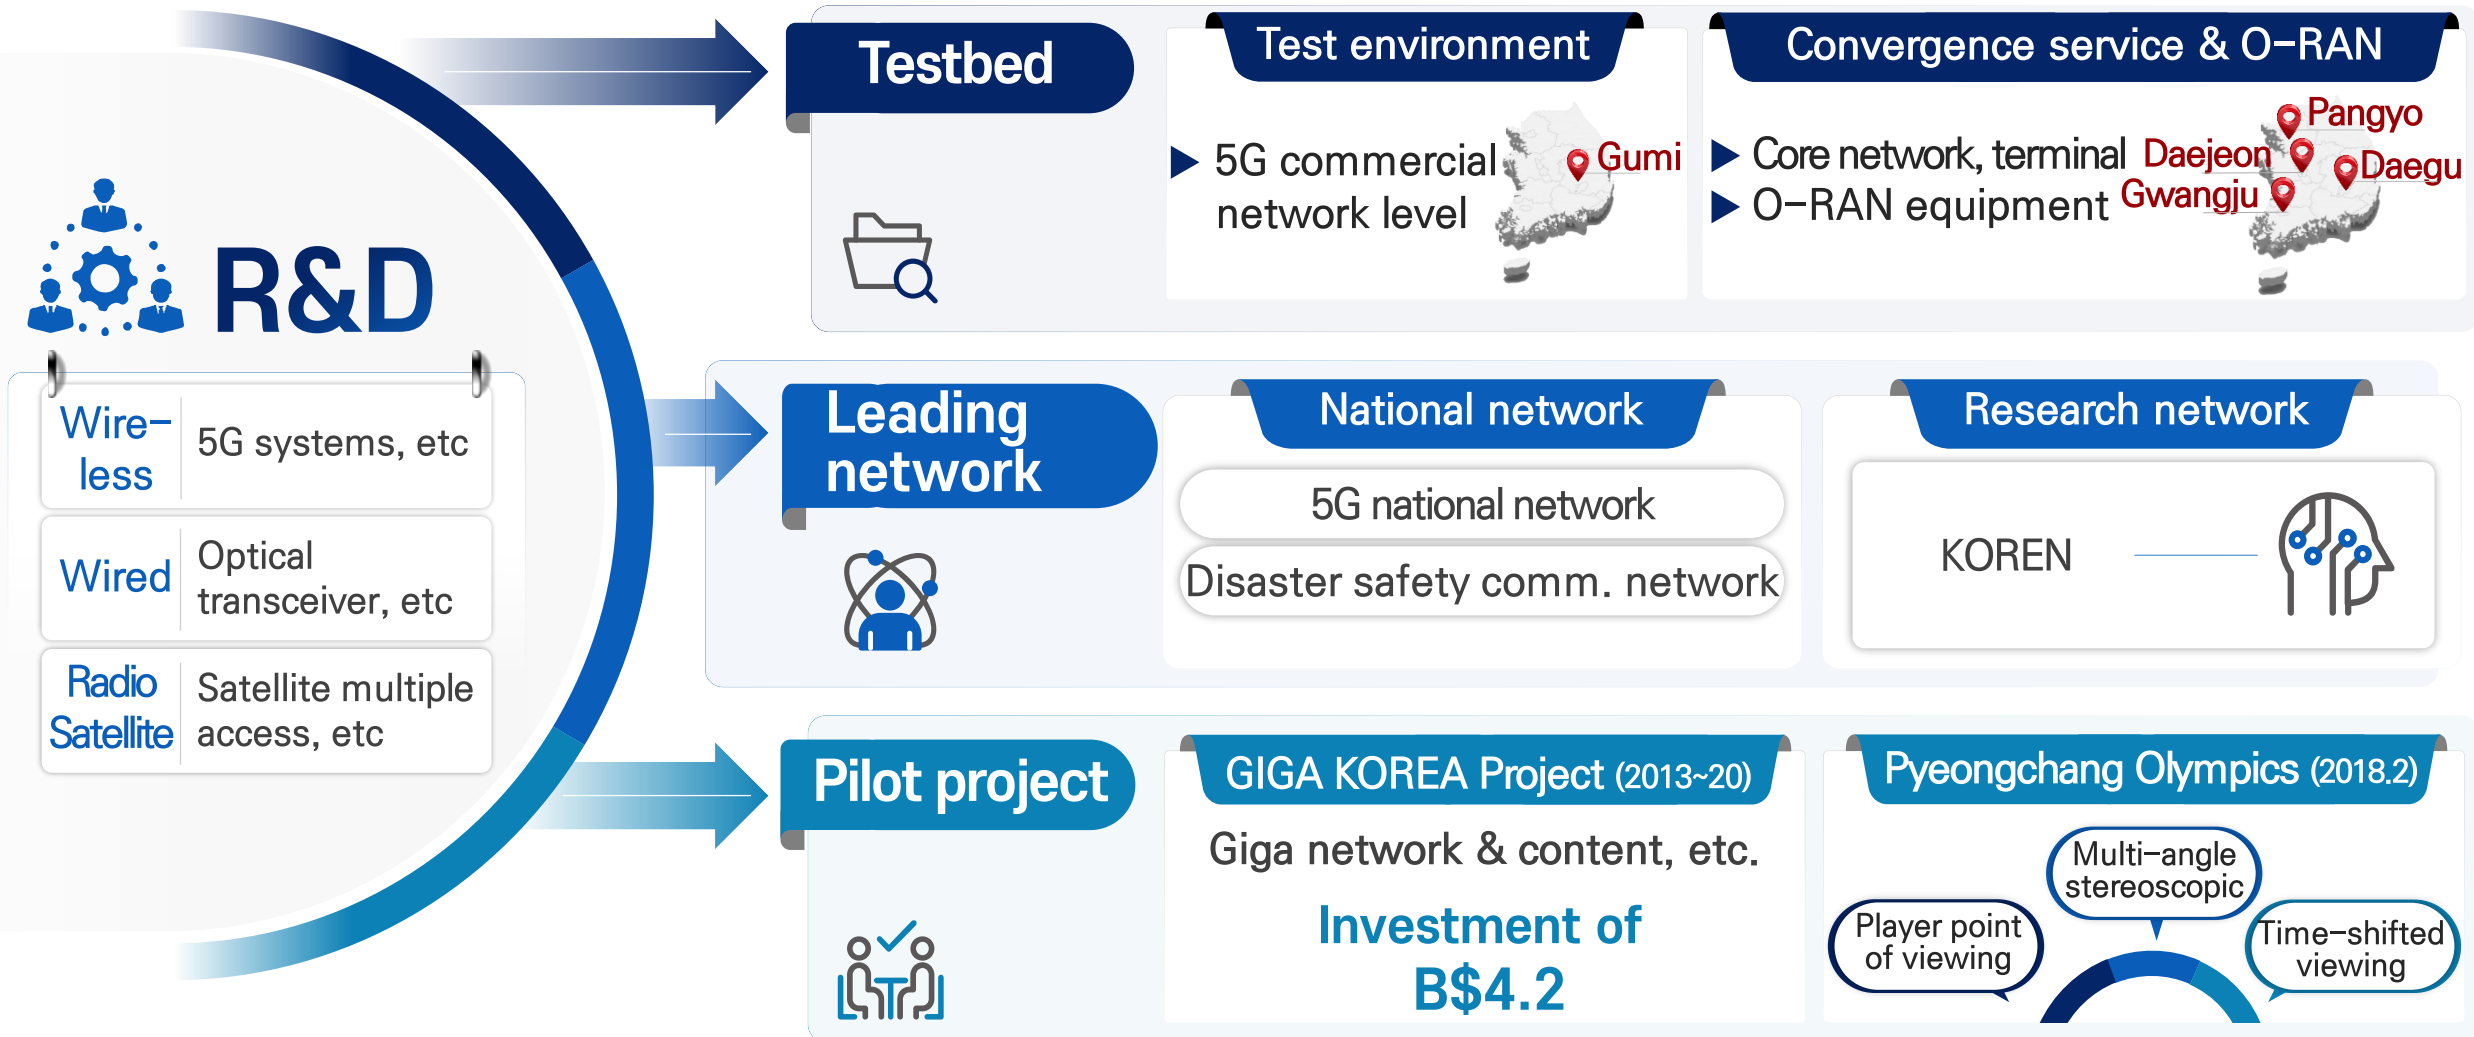 R&D
Wire-
less
5G systems, etc
Wired
Optical
transceiver, etc
Radio
Satellite
Satellite multiple
access, etc
Testbed
Test environment
5G commercial
network level
Gumi
Convergence service & O-RAN
Core network, terminal
O-RAN equipment
Pangyo
Daejeon
Daegu
Gwangju
Leading
network
National network
5G national network
Disaster safety comm. network
Research network
KOREN
Pilot project
GIGA KOREA Project (2013~20)
Giga network & content, etc.
Investment of
B$4.2
Pyeongchang Olympics (2018.2)
Multi-angle
stereoscopic
Player point
of viewing
Time-shifted
viewing